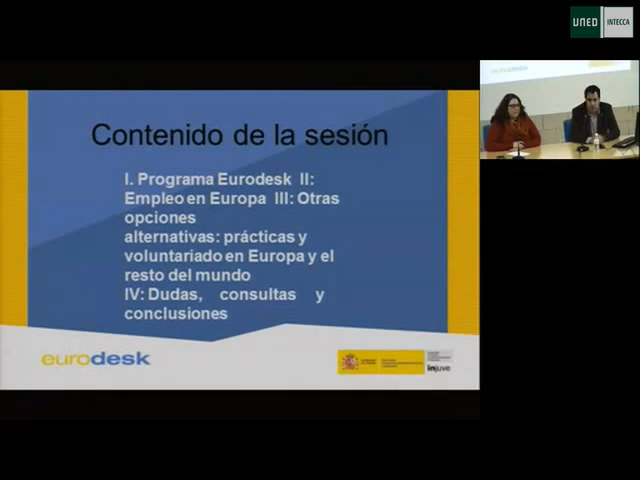 UNED
INTECCA
Contenido de la sesión
I. Programa Eurodesk II:
Empleo en Europa III: Otras
opciones
alternativas: prácticas y
voluntariado en Europa y el
resto del mundo
IV: Dudas, consultas y
conclusiones
eurodesk
injuve